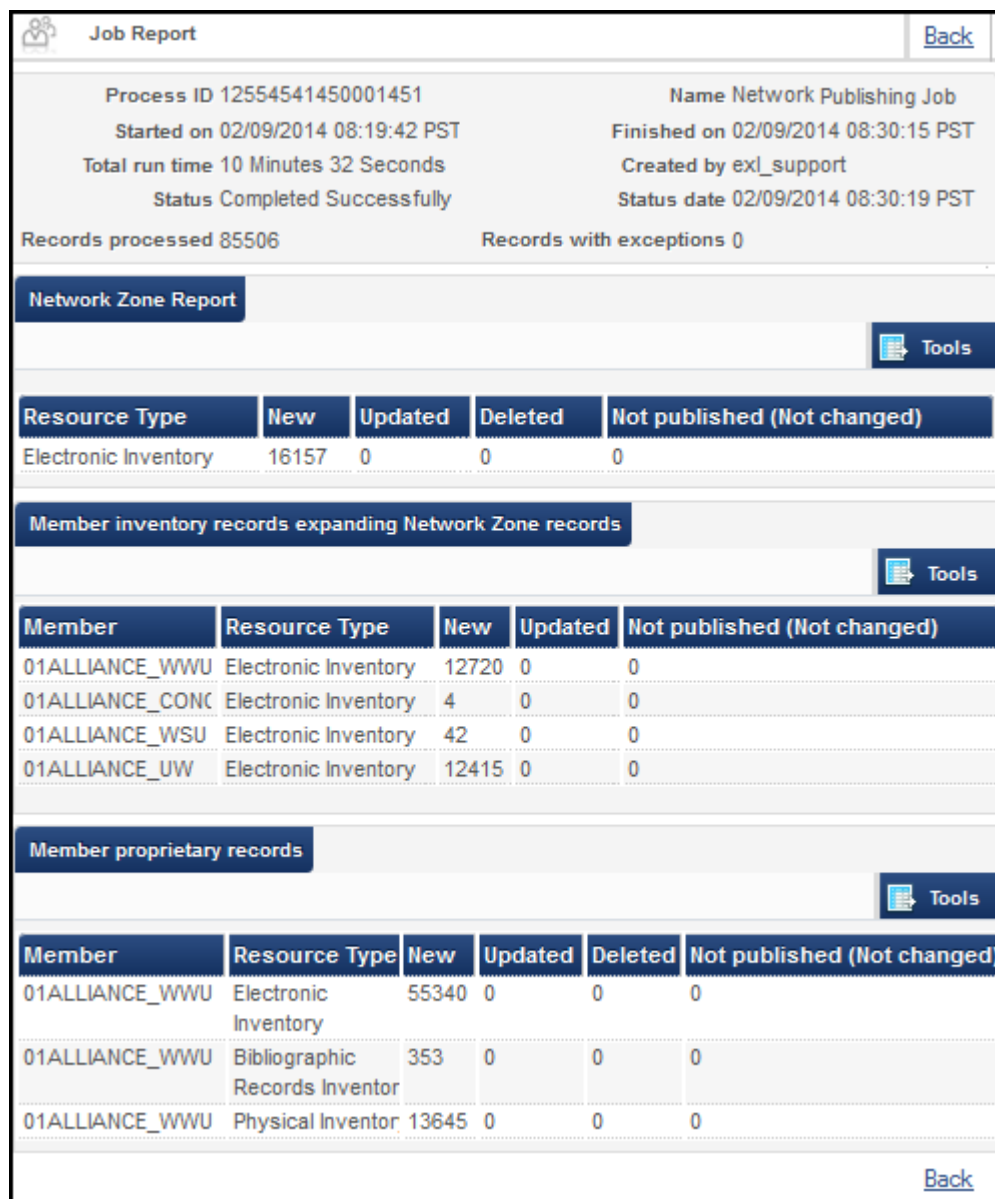 Job Report Back
Process ID 12554541450001451 Name Network Publishing Job
Started on 02/09/2014 08:19:42 PST Finished on 02/09/2014 08:30:15 PST
Total run time 10 Minutes 32 Seconds Created by exl_support
Status Completed Successfully Status date 02/09/2014 08:30:19 PST
Records processed 85506 Records with exceptions 0
Network Zone Report
Tools
Resource Type New Updated Deleted Not published (Not changed)
Electronic Inventory 16157 0 0 0
Member inventory records expanding Network Zone records
Tools
Member Resource Type New Updated Not published (Not changed)
01ALLIANCE_WWU Electronic Inventory 12720 0 0
01ALLIANCE_CONC Electronic Inventory 4 0 0
01ALLIANCE_WSU Electronic Inventory 42 0 0
01ALLIANCE_UW Electronic Inventory 12415 0 0
Member proprietary records
Tools
Member Resource Type New Updated Deleted Not published (Not changed)
01ALLIANCE_WWU Electronic 55340 0 0 0
Inventory
01ALLIANCE_WWU Bibliographic 353 0 0 0
Records Inventor
01ALLIANCE_WWU Physical Inventor 13645 0 0 0
Back